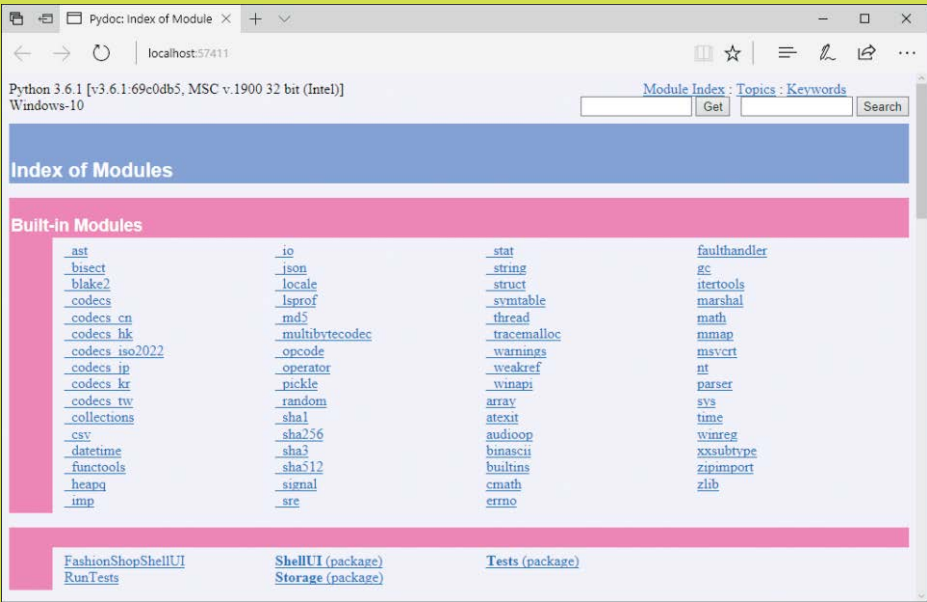 Pydoc: Index of Module
localhost:57411
Python 3.6.1 [v3.6.1:69c0db5, MSC v.1900 32 bit (Intel)]
Windows-10
Module Index : Topics : Keywords
Get
Search
Index of Modules
Built-in Modules
_ast _io _stat faulthandler
_bisect _json _string gc
_blake2 _locale _struct itertools
_codecs _lsprof _symtable marshal
_codecs_cn _md5 _thread math
_codecs_hk _multibytecodec _tracemalloc mmap
_codecs_iso2022 _opcode _warnings msvcrt
_codecs_jp _operator _weakref nt
_codecs_kr _pickle _winapi parser
_codecs_tw _random array sys
_collections _sha1 atexit time
_csv _sha256 audioop winreg
_datetime _sha3 binascii xxsubtype
_functools _sha512 builtins zipimport
_heapq _signal cmath zlib
_imp _sre errno
FashionShopShellUI ShellUI (package) Tests (package)
RunTests Storage (package)